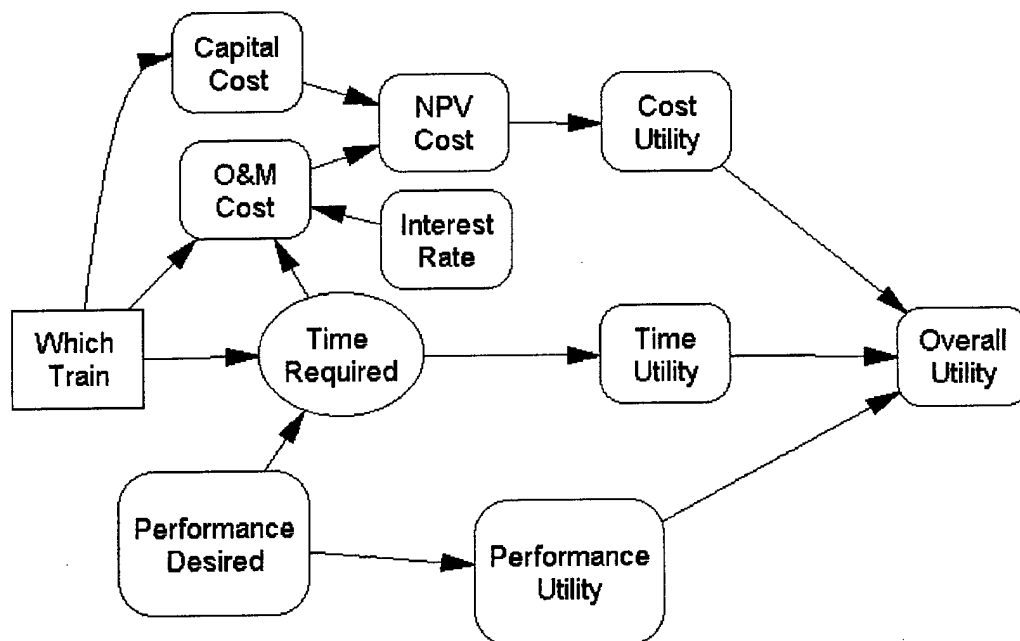 Capital
Cost
NPV
Cost
Cost
Utility
O&M
Cost
Interest
Rate
Which
Train
Time
Required
Time
Utility
Overall
Utility
Performance
Desired
Performance
Utility